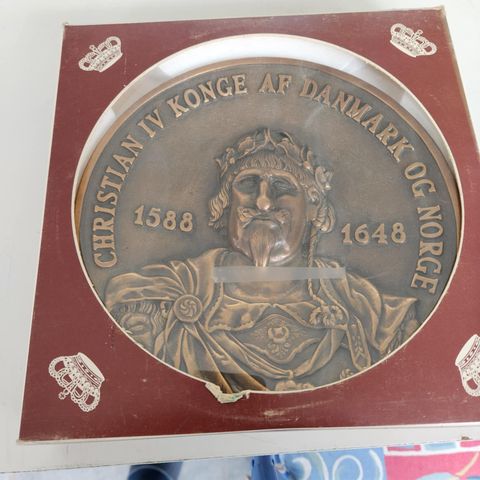 CHRISTIAN IV KONGE AF DANMARK OG NORGE
1588 1648